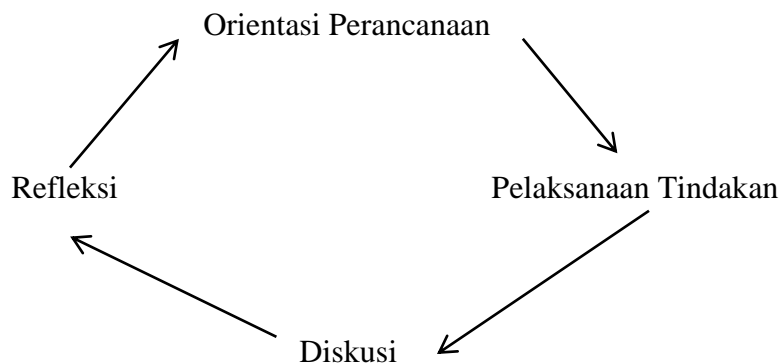 Orientasi Perancanaan
Refleksi
Pelaksanaan Tindakan
Diskusi